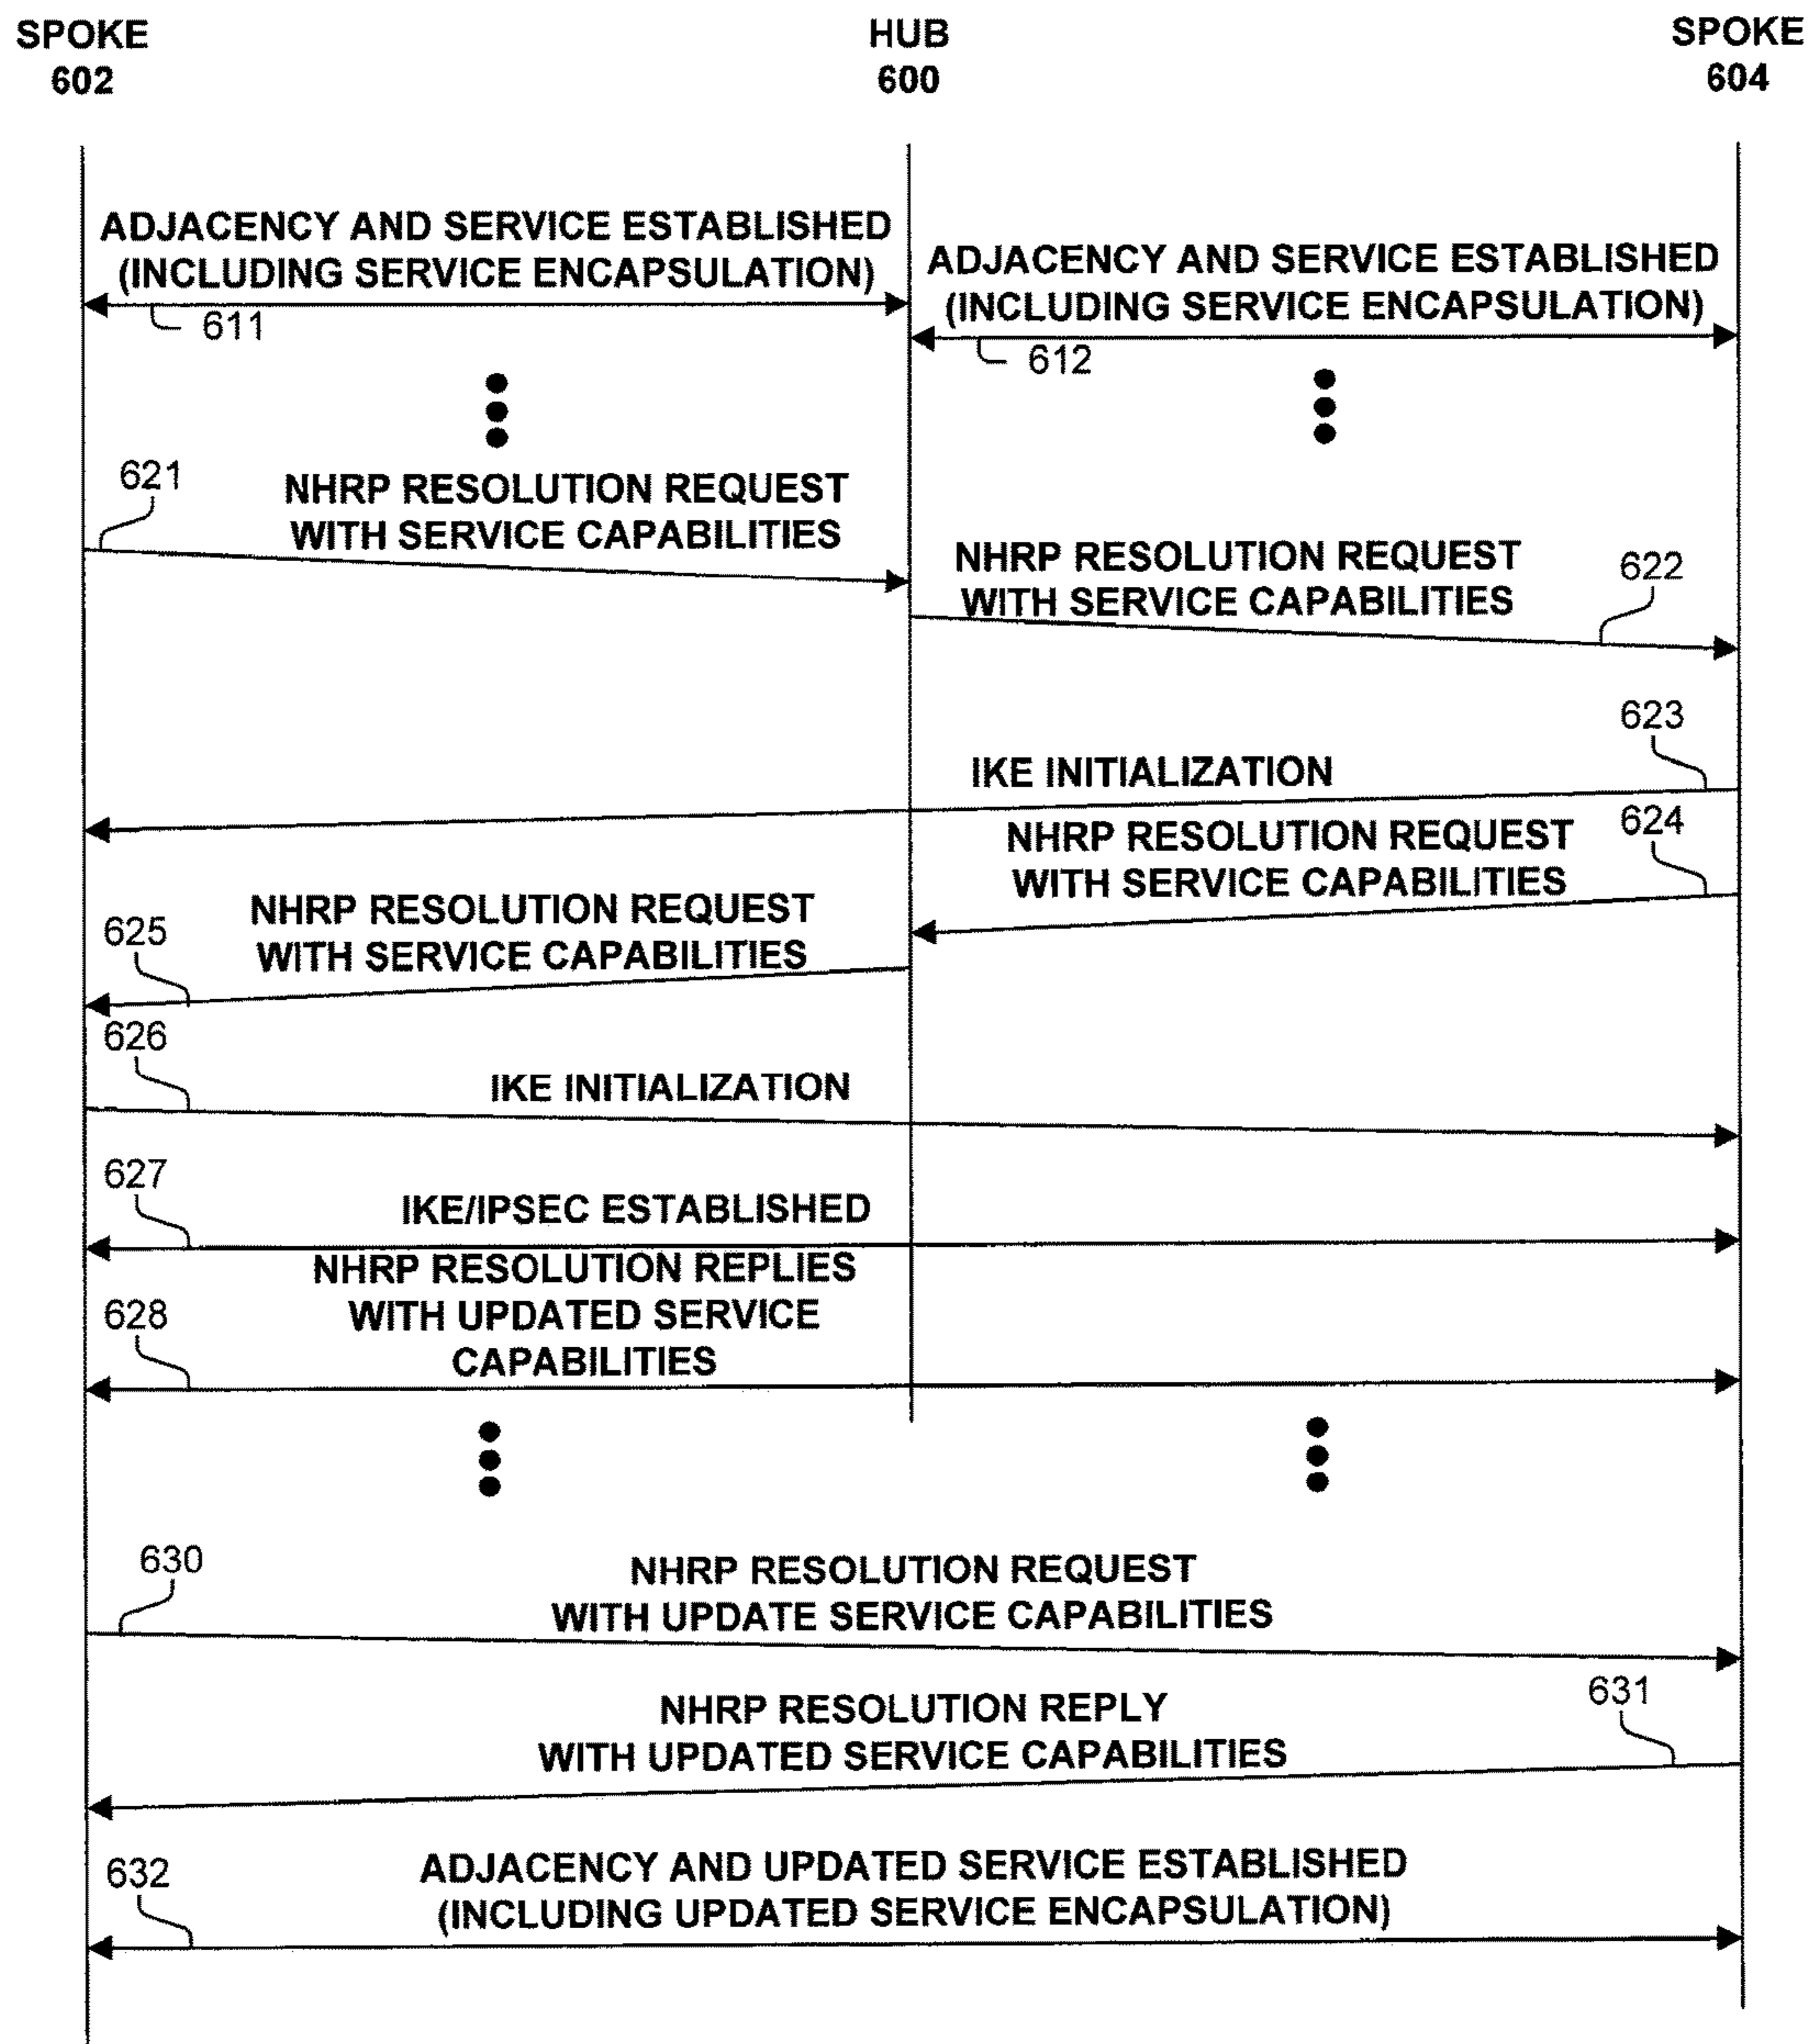 SPOKE
602
HUB
600
SPOKE
604
ADJACENCY AND SERVICE ESTABLISHED
(INCLUDING SERVICE ENCAPSULATION)
611
ADJACENCY AND SERVICE ESTABLISHED
(INCLUDING SERVICE ENCAPSULATION)
612
621
NHRP RESOLUTION REQUEST
WITH SERVICE CAPABILITIES
NHRP RESOLUTION REQUEST
WITH SERVICE CAPABILITIES
622
623
IKE INITIALIZATION
NHRP RESOLUTION REQUEST
WITH SERVICE CAPABILITIES
624
NHRP RESOLUTION REQUEST
WITH SERVICE CAPABILITIES
625
626
IKE INITIALIZATION
627
IKE/IPSEC ESTABLISHED
NHRP RESOLUTION REPLIES
WITH UPDATED SERVICE
CAPABILITIES
628
630
NHRP RESOLUTION REQUEST
WITH UPDATE SERVICE CAPABILITIES
NHRP RESOLUTION REPLY
WITH UPDATED SERVICE CAPABILITIES
631
632
ADJACENCY AND UPDATED SERVICE ESTABLISHED
(INCLUDING UPDATED SERVICE ENCAPSULATION)